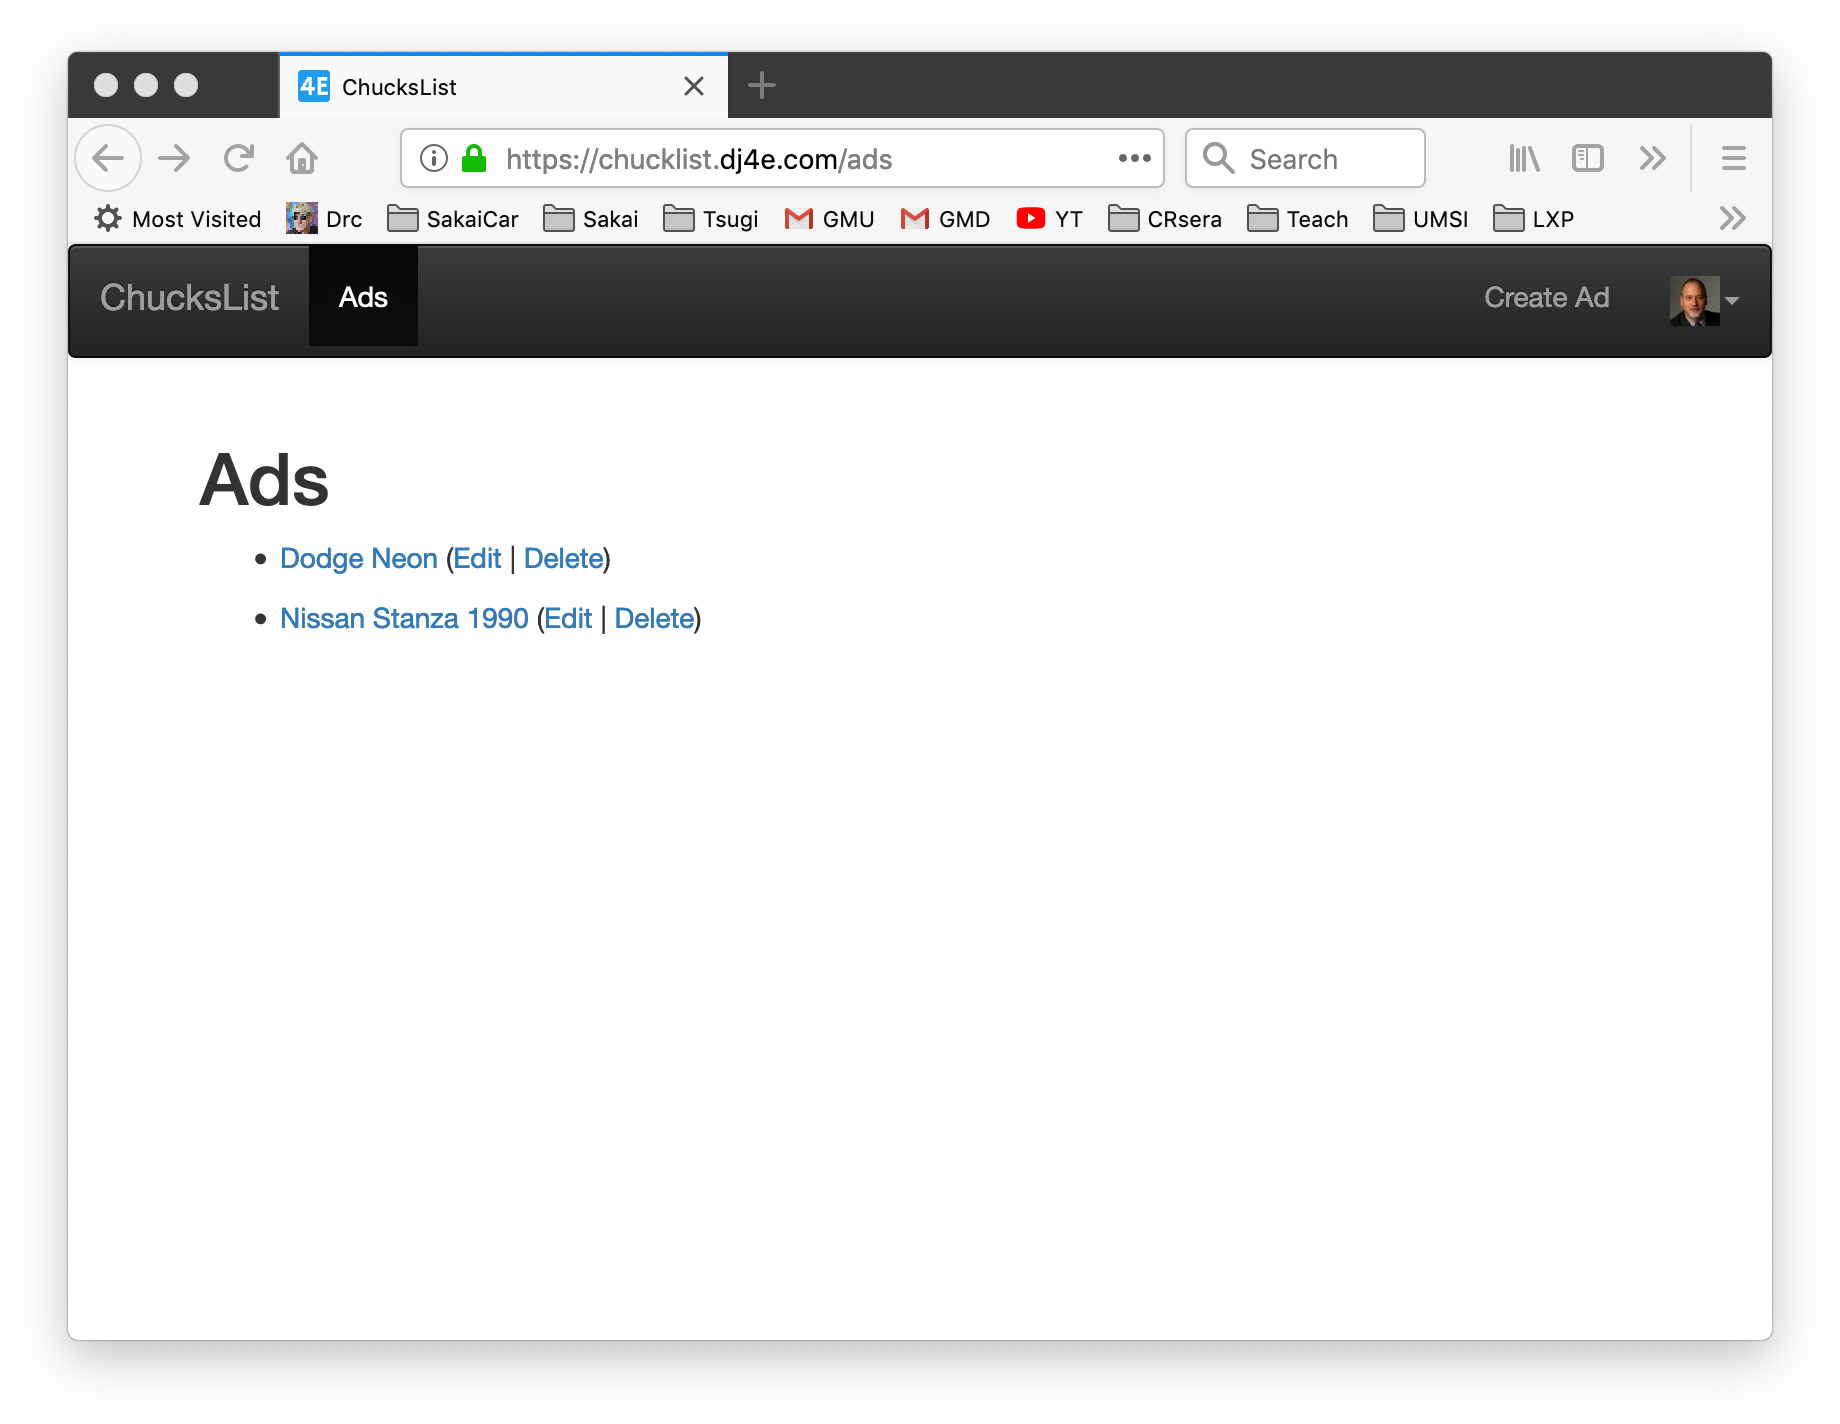 4E ChucksList
https://chucklist.dj4e.com/ads Search
Most Visited Drc SakaiCar Sakai Tsugi GMU GMD YT CRsera Teach UMSI LXP
ChucksList Ads Create Ad
Ads
• Dodge Neon (Edit | Delete)
• Nissan Stanza 1990 (Edit | Delete)